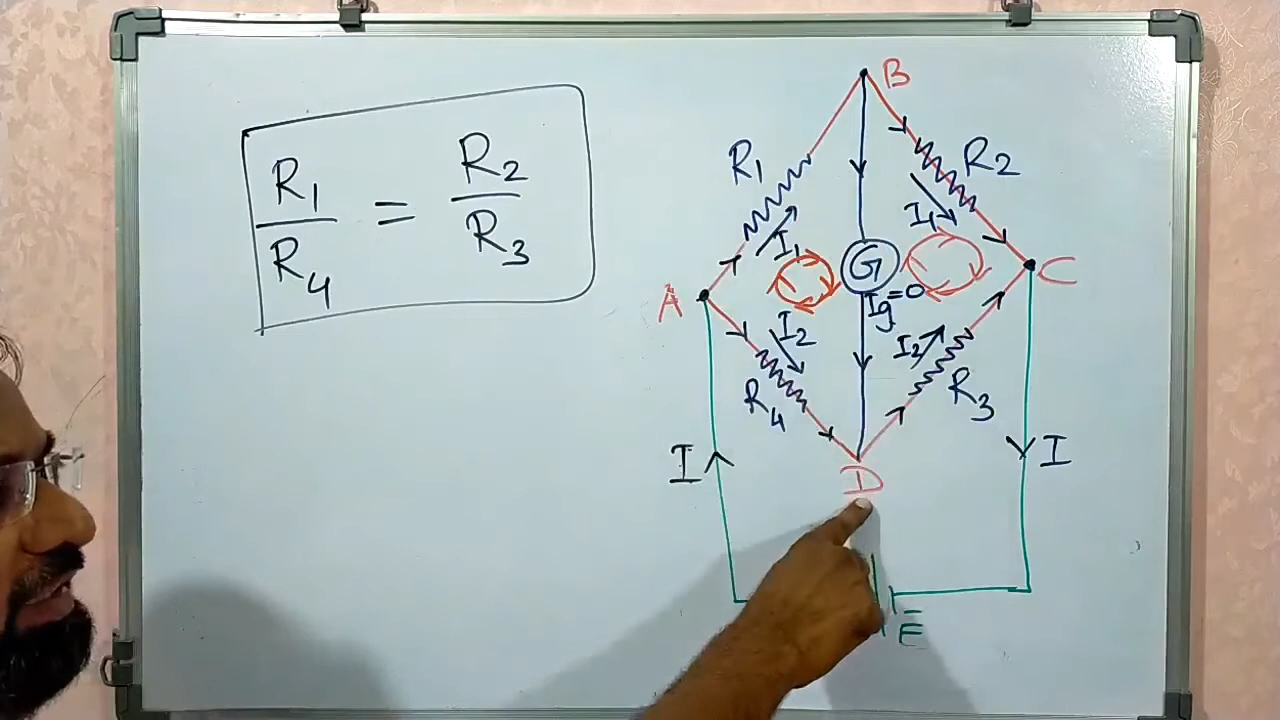 R1/R4 = R2/R3
B
R1
R2
I1
I1
G
A
C
Ig=0
I2
I2
R4
R3
I
D
I
E